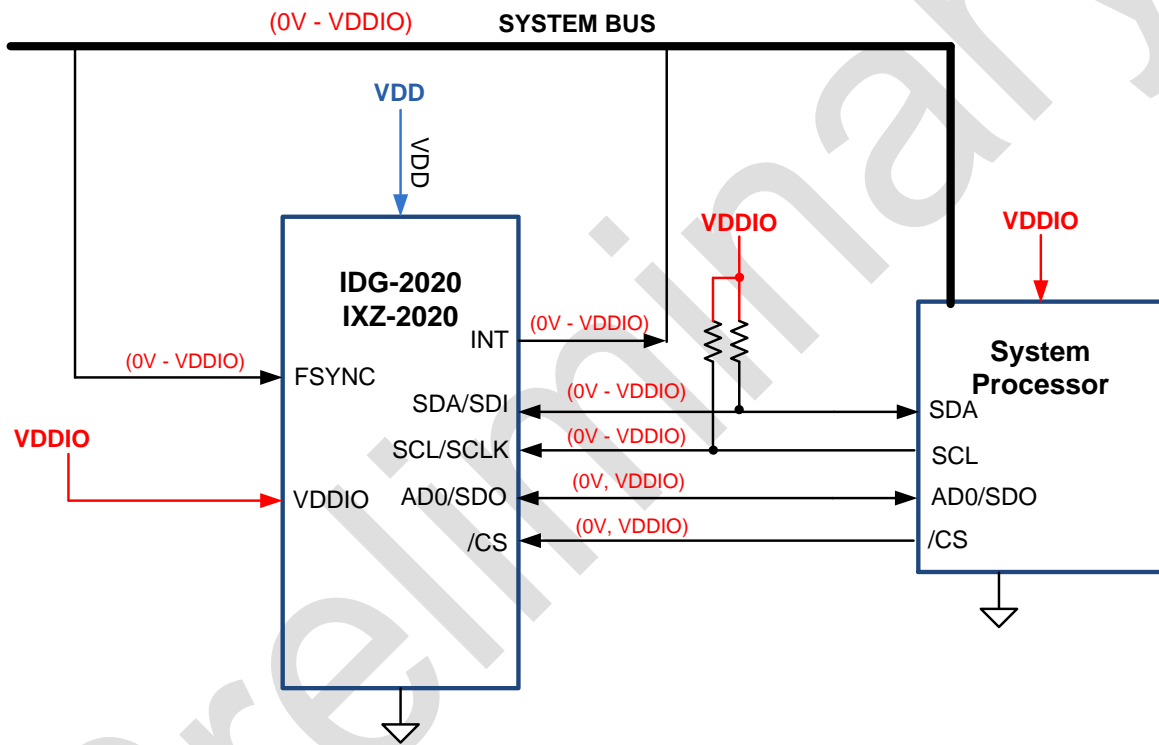 (0V - VDDIO) SYSTEM BUS
VDD
VDD
VDDIO
VDDIO
IDG-2020
IXZ-2020
INT
(0V - VDDIO)
System
Processor
(0V - VDDIO)
FSYNC
SDA/SDI
(0V - VDDIO)
SDA
VDDIO
SCL/SCLK
(0V - VDDIO)
SCL
VDDIO
AD0/SDO
(0V, VDDIO)
AD0/SDO
/CS
(0V, VDDIO)
/CS
Preliminary